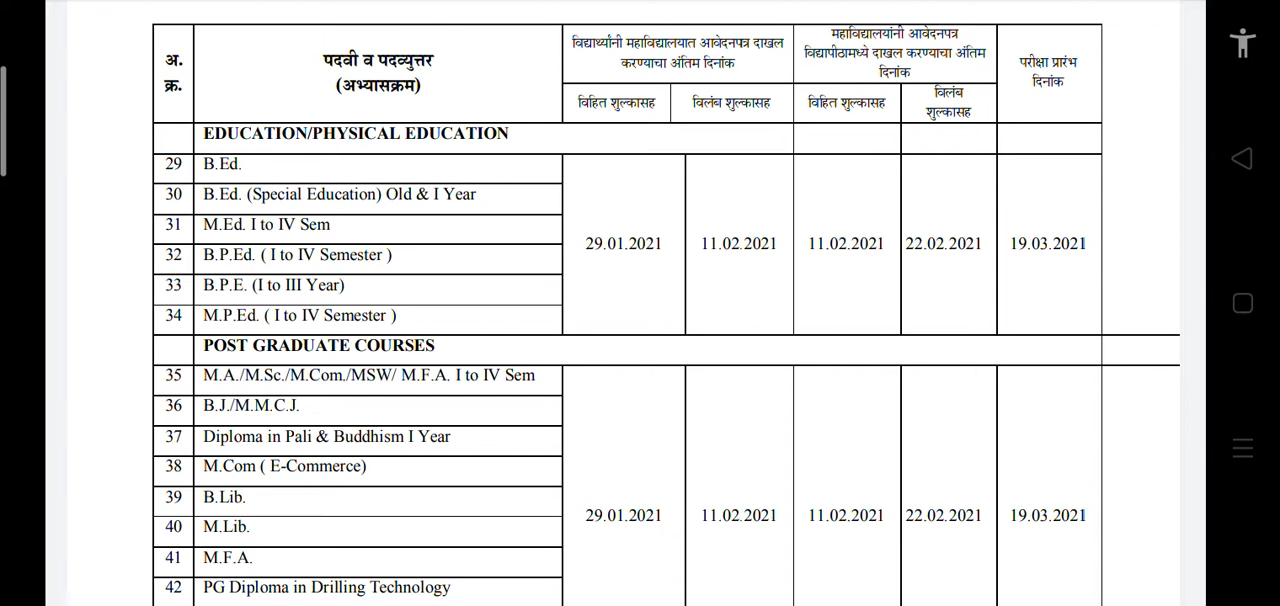 अ.
क्र.
पदवी व पदव्युत्तर
(अभ्यासक्रम)
विद्यार्थ्यांनी महाविद्यालयात आवेदनपत्र दाखल
करण्याचा अंतिम दिनांक
महाविद्यालयांनी आवेदनपत्र
विद्यापीठामध्ये दाखल करण्याचा अंतिम
दिनांक
परीक्षा प्रारंभ
दिनांक
विहित शुल्कासह
विलंब शुल्कासह
विहित शुल्कासह
विलंब
शुल्कासह
EDUCATION/PHYSICAL EDUCATION
29 B.Ed.
30 B.Ed. (Special Education) Old & I Year
31 M.Ed. I to IV Sem
32 B.P.Ed. ( I to IV Semester )
33 B.P.E. (I to III Year)
34 M.P.Ed. ( I to IV Semester )
29.01.2021 11.02.2021 11.02.2021 22.02.2021 19.03.2021
POST GRADUATE COURSES
35 M.A./M.Sc./M.Com./MSW/ M.F.A. I to IV Sem
36 B.J./M.M.C.J.
37 Diploma in Pali & Buddhism I Year
38 M.Com ( E-Commerce)
39 B.Lib.
40 M.Lib.
41 M.F.A.
42 PG Diploma in Drilling Technology
29.01.2021 11.02.2021 11.02.2021 22.02.2021 19.03.2021